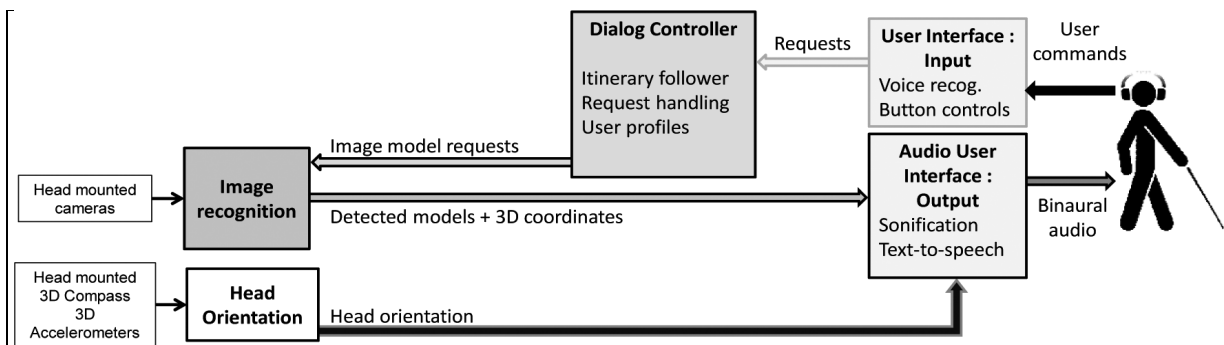 Dialog Controller
Itinerary follower
Request handling
User profiles
Requests
User Interface :
Input
Voice recog.
Button controls
User
commands
Image model requests
Head mounted
cameras
Image
recognition
Detected models + 3D coordinates
Audio User
Interface :
Output
Sonification
Text-to-speech
Binaural
audio
Head mounted
3D Compass
3D
Accelerometers
Head
Orientation
Head orientation